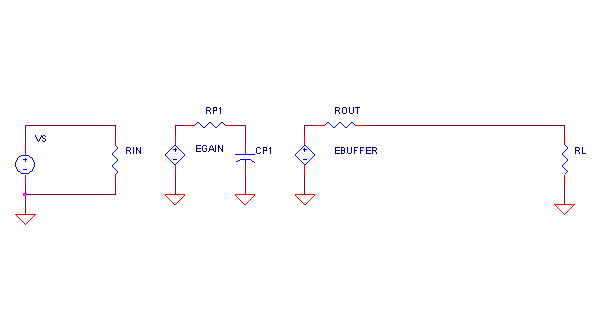 VS
RIN
RP1
EGAIN
CP1
ROUT
EBUFFER
RL